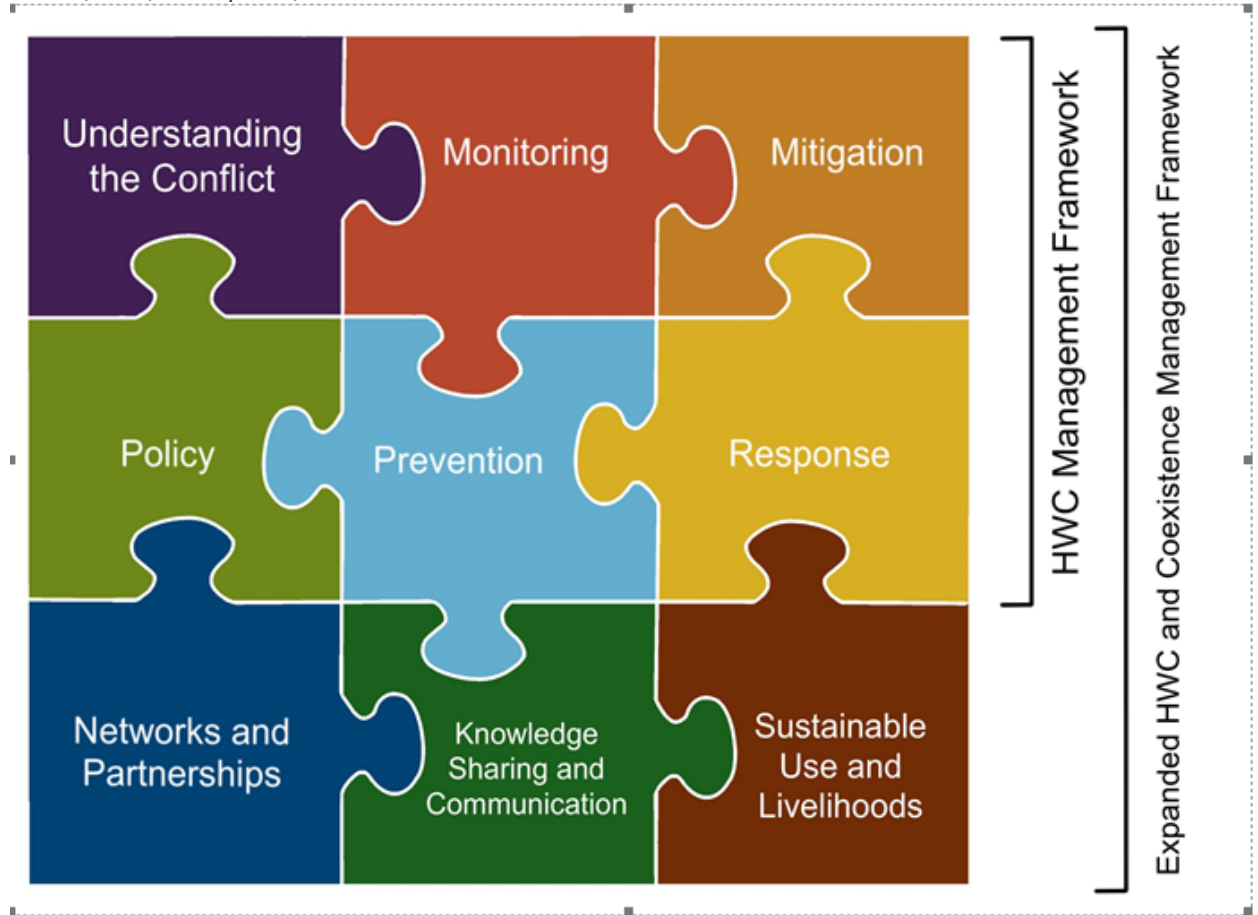 Understanding
the Conflict
Monitoring
Mitigation
Policy
Prevention
Response
Networks and
Partnerships
Knowledge
Sharing and
Communication
Sustainable
Use and
Livelihoods
HWC Management Framework
Expanded HWC and Coexistence Management Framework